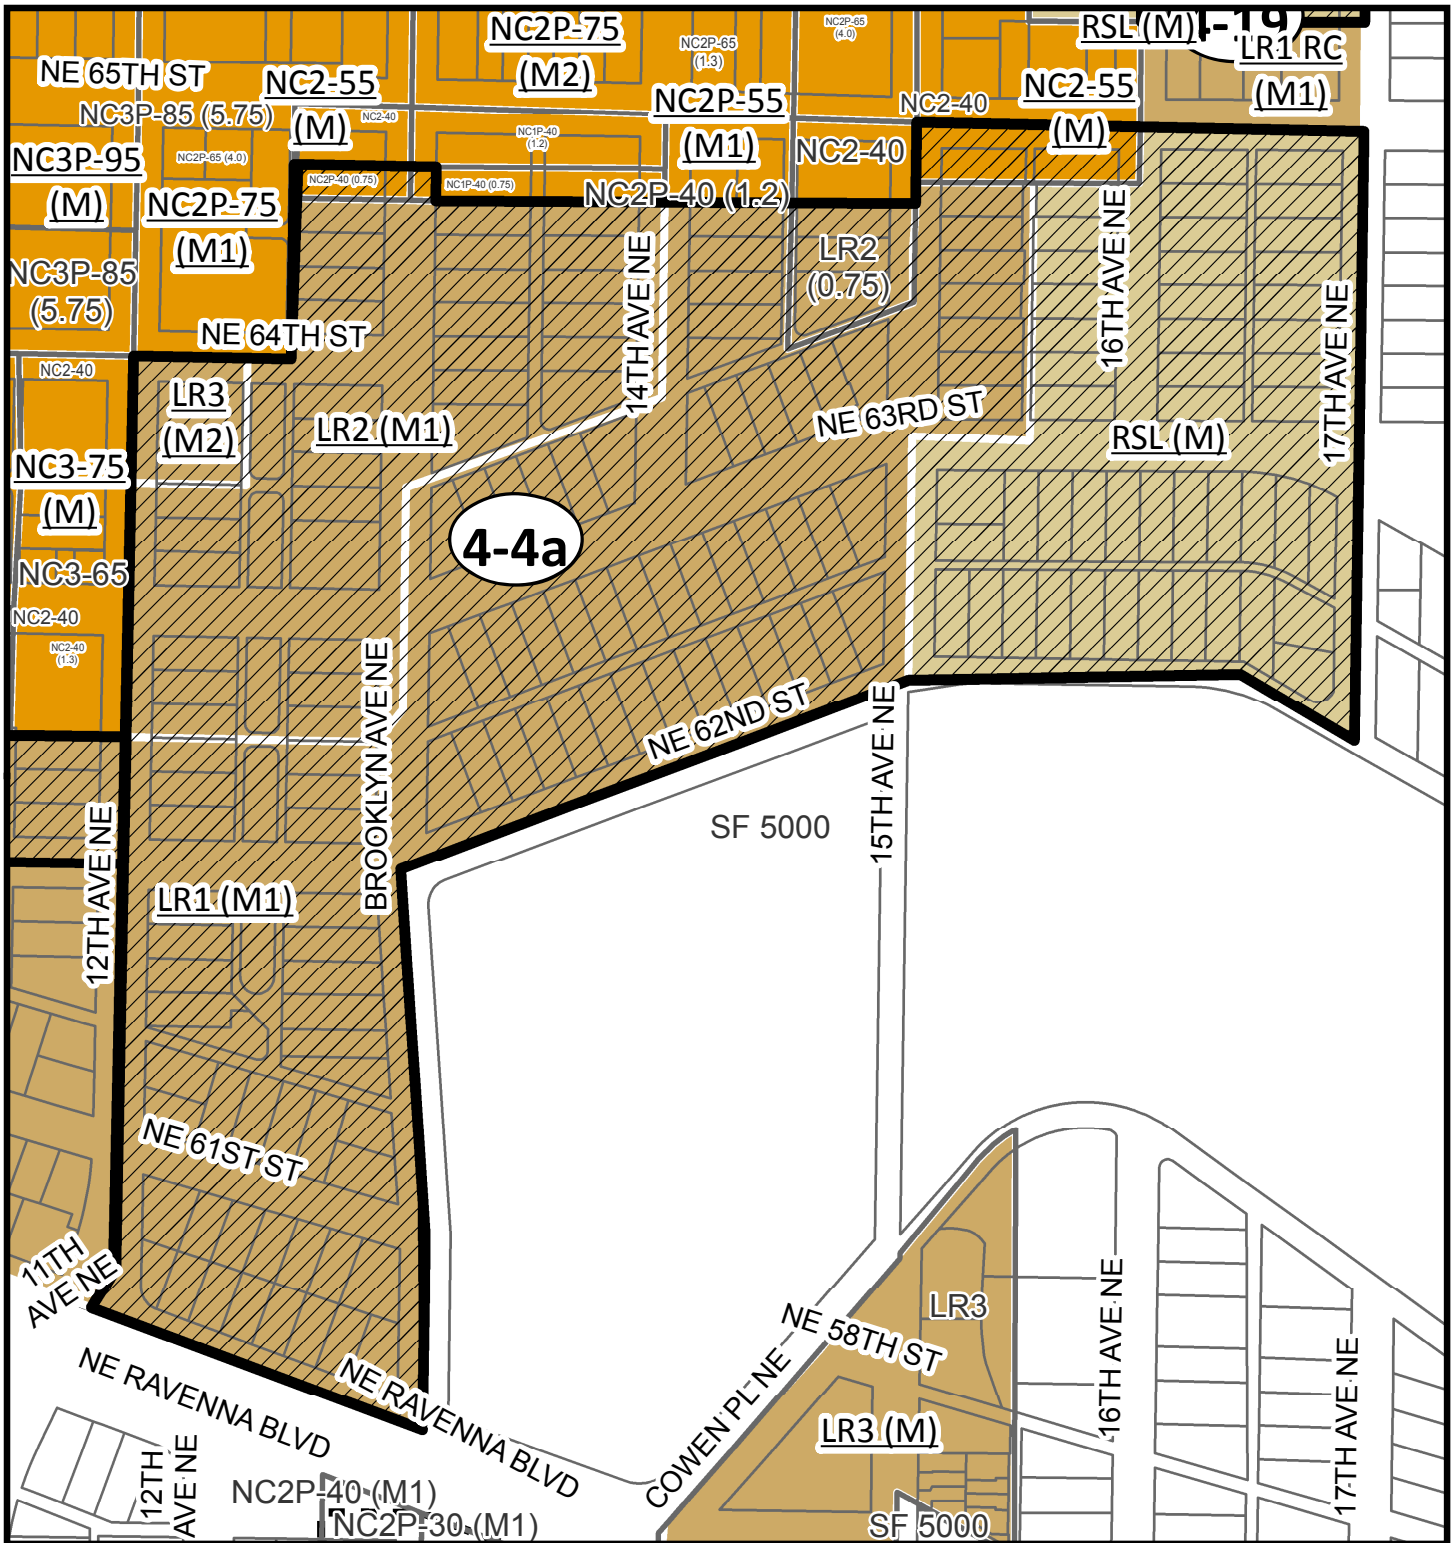 NC2P-75
(M2)
NC2P-65
(1.3)
NC2P-65
(4.0)
RSL (M)
4-19
LR1 RC
(M1)
NE 65TH ST
NC3P-85 (5.75)
NC2-55
(M)
NC2-40
NC2P-55
(M1)
NC2-40
NC2-55
(M)
NC1P-40
(1.2)
NC2-40
NC3P-95
(M)
NC2P-65 (4.0)
NC2P-75
(M1)
NC2P-40 (0.75)
NC1P-40 (0.75)
NC2P-40 (1.2)
LR2
(0.75)
NC3P-85
(5.75)
NE 64TH ST
14TH AVE NE
16TH AVE NE
17TH AVE NE
NC2-40
LR3
(M2)
LR2 (M1)
NE 63RD ST
RSL (M)
NC3-75
(M)
4-4a
NC3-65
NC2-40
NC2-40
(1.3)
BROOKLYN AVE NE
NE 62ND ST
15TH AVE NE
SF 5000
12TH AVE NE
LR1 (M1)
NE 61ST ST
11TH
AVE NE
NE RAVENNA BLVD
NE RAVENNA BLVD
12TH
AVE NE
NC2P-40 (M1)
NC2P-30 (M1)
COWEN PL NE
NE 58TH ST
LR3
LR3 (M)
SF 5000
16TH AVE NE
17TH AVE NE